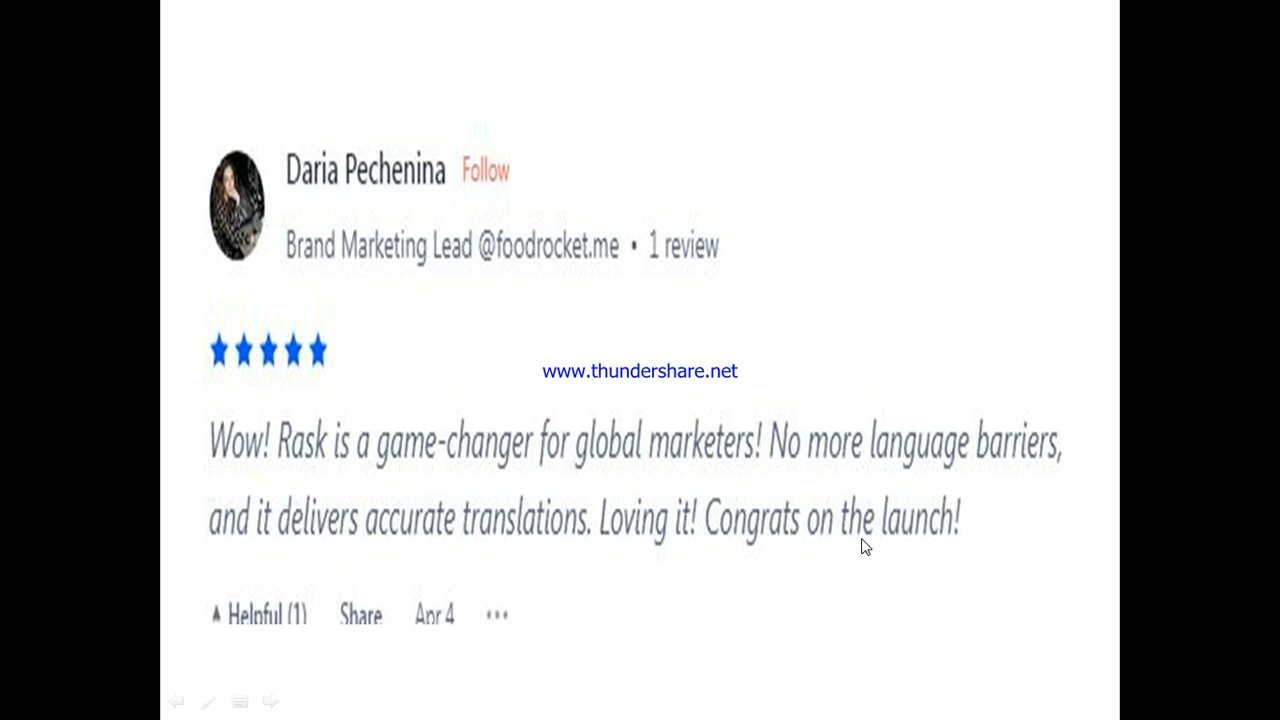 Daria Pechenina Follow
Brand Marketing Lead @foodrocket.me • 1 review
www.thundershare.net
Wow! Rask is a game-changer for global marketers! No more language barriers,
and it delivers accurate translations. Loving it! Congrats on the launch!
Helpful (1) Share Apr 4 •••